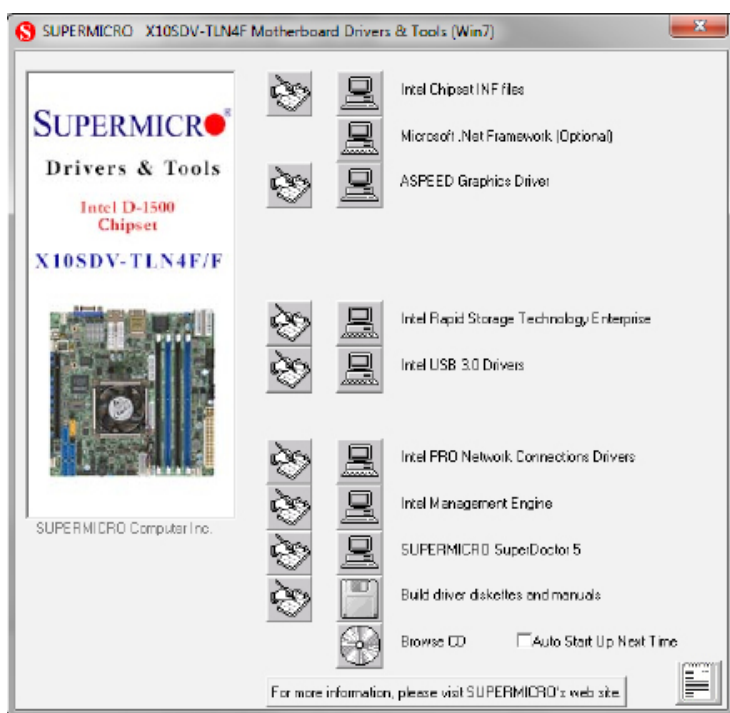 SUPERMICRO X10SDV-TLN4F Motherboard Drivers & Tools (Win7)
SUPERMICRO®
Drivers & Tools
Intel D-1500
Chipset
X10SDV-TLN4F/F
SUPERMICRO Computer Inc.
Intel Chipset INF files
Microsoft .Net Framework (Optional)
ASPEED Graphics Driver
Intel Rapid Storage Technology Enterprise
Intel USB 3.0 Drivers
Intel PRO Network Connections Drivers
Intel Management Engine
SUPERMICRO SuperDoctor 5
Build driver diskettes and manuals
Browse CD
Auto Start Up Next Time
For more information, please visit SUPERMICRO's web site